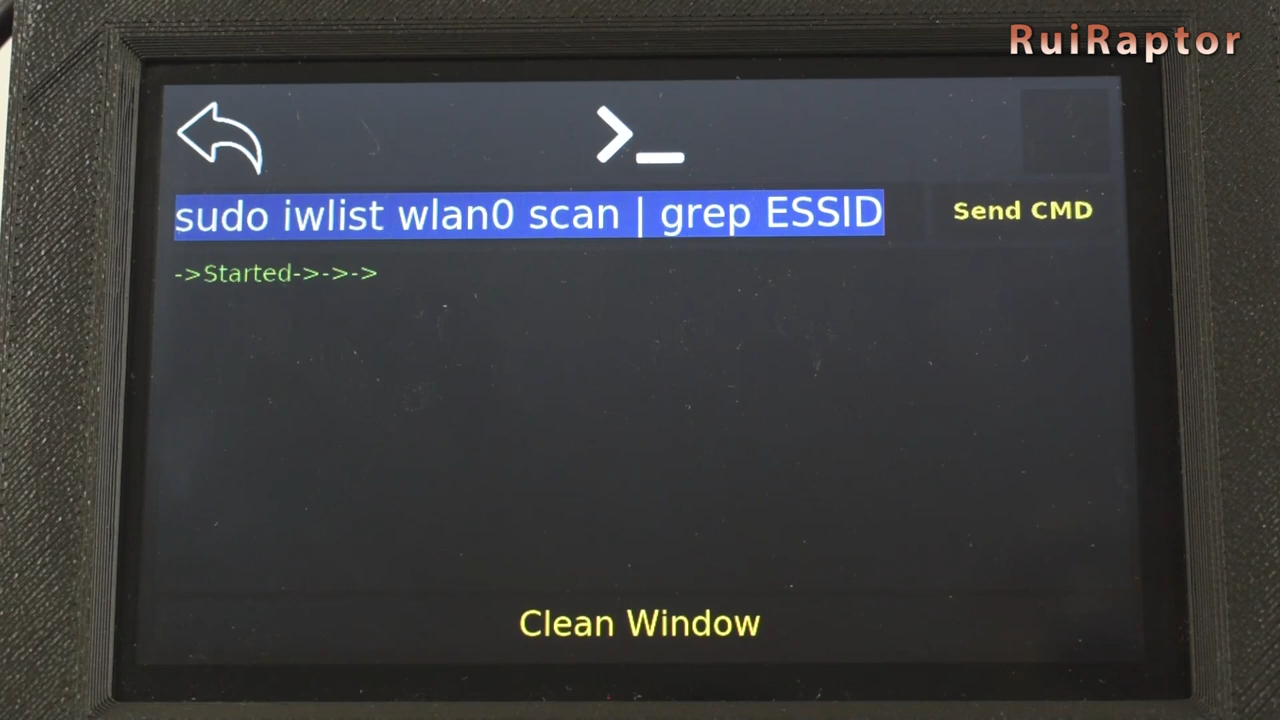 RuiRaptor
>_
sudo iwlist wlan0 scan | grep ESSID
Send CMD
->Started->->->
Clean Window